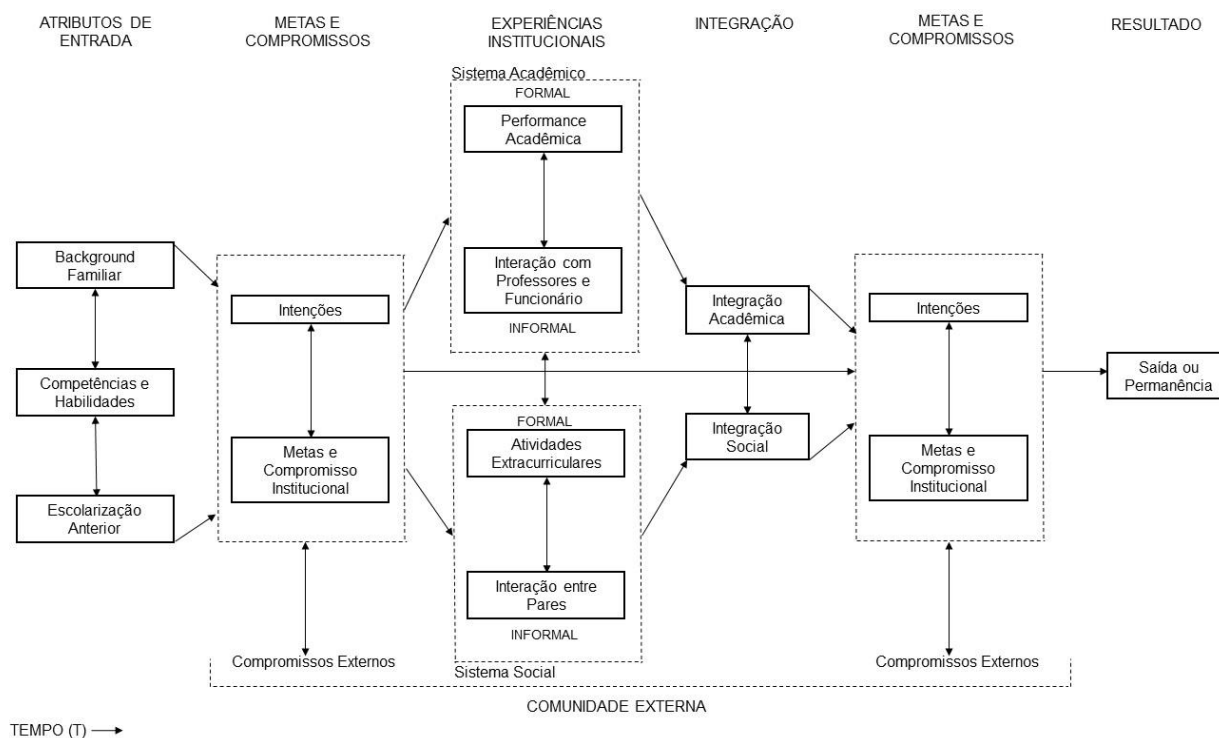 ATRIBUTOS DE
ENTRADA
METAS E
COMPROMISSOS
EXPERIÊNCIAS
INSTITUCIONAIS
INTEGRAÇÃO
METAS E
COMPROMISSOS
RESULTADO
Background
Familiar
Competências e
Habilidades
Escolarização
Anterior
Intenções
Metas e
Compromisso
Institucional
Compromissos Externos
Sistema Acadêmico
FORMAL
Performance
Acadêmica
Interação com
Professores e
Funcionário
INFORMAL
FORMAL
Atividades
Extracurriculares
Interação entre
Pares
INFORMAL
Sistema Social
Integração
Acadêmica
Integração
Social
Intenções
Metas e
Compromisso
Institucional
Compromissos Externos
Saída ou
Permanência
COMUNIDADE EXTERNA
TEMPO (T)